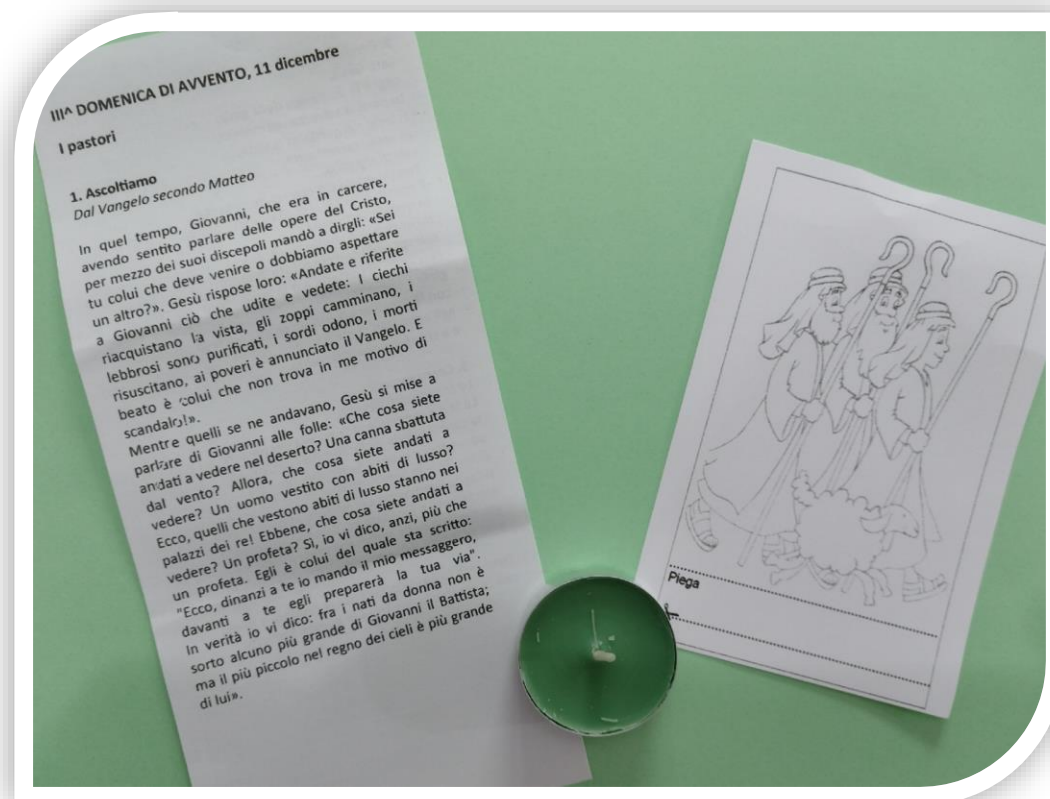 III^ DOMENICA DI AVVENTO, 11 dicembre
I pastori
1. Ascoltiamo
Dal Vangelo secondo Matteo
In quel tempo, Giovanni, che era in carcere,
avendo sentito parlare delle opere del Cristo,
per mezzo dei suoi discepoli mandò a dirgli: «Sei
tu colui che deve venire o dobbiamo aspettare
un altro?». Gesù rispose loro: «Andate e riferite
a Giovanni ciò che udite e vedete: I ciechi
riacquistano la vista, gli zoppi camminano, i
lebbrosi sono purificati, i sordi odono, i morti
risuscitano, ai poveri è annunciato il Vangelo. E
beato è colui che non trova in me motivo di
scandalo!».
Mentre quelli se ne andavano, Gesù si mise a
parlare di Giovanni alle folle: «Che cosa siete
andati a vedere nel deserto? Una canna sbattuta
dal vento? Allora, che cosa siete andati a
vedere? Un uomo vestito con abiti di lusso?
Ecco, quelli che vestono abiti di lusso stanno nei
palazzi dei re! Ebbene, che cosa siete andati a
vedere? Un profeta? Sì, io vi dico, anzi, più che
un profeta. Egli è colui del quale sta scritto:
"Ecco, dinanzi a te io mando il mio messaggero,
davanti a te egli preparerà la tua via".
In verità io vi dico: fra i nati da donna non è
sorto alcuno più grande di Giovanni il Battista;
ma il più piccolo nel regno dei cieli è più grande
di lui».
Piega